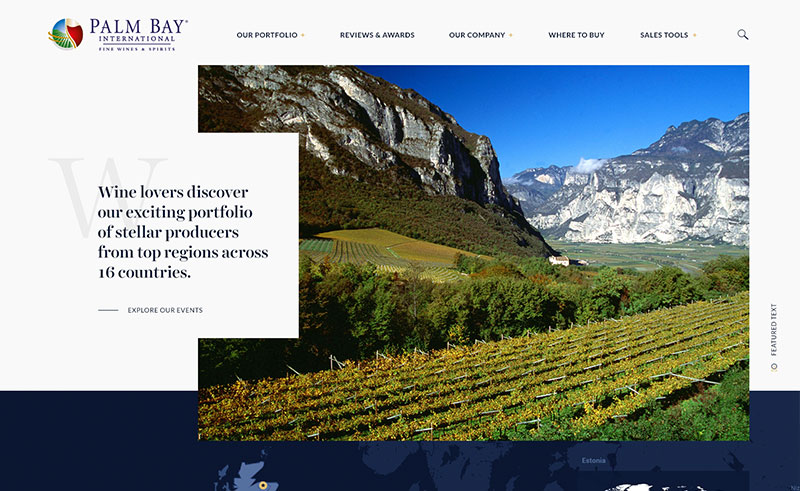 PALM BAY®
INTERNATIONAL
FINE WINES & SPIRITS
OUR PORTFOLIO +
REVIEWS & AWARDS
OUR COMPANY +
WHERE TO BUY
SALES TOOLS +
W
Wine lovers discover
our exciting portfolio
of stellar producers
from top regions across
16 countries.
EXPLORE OUR EVENTS
FEATURED TEXT
Estonia